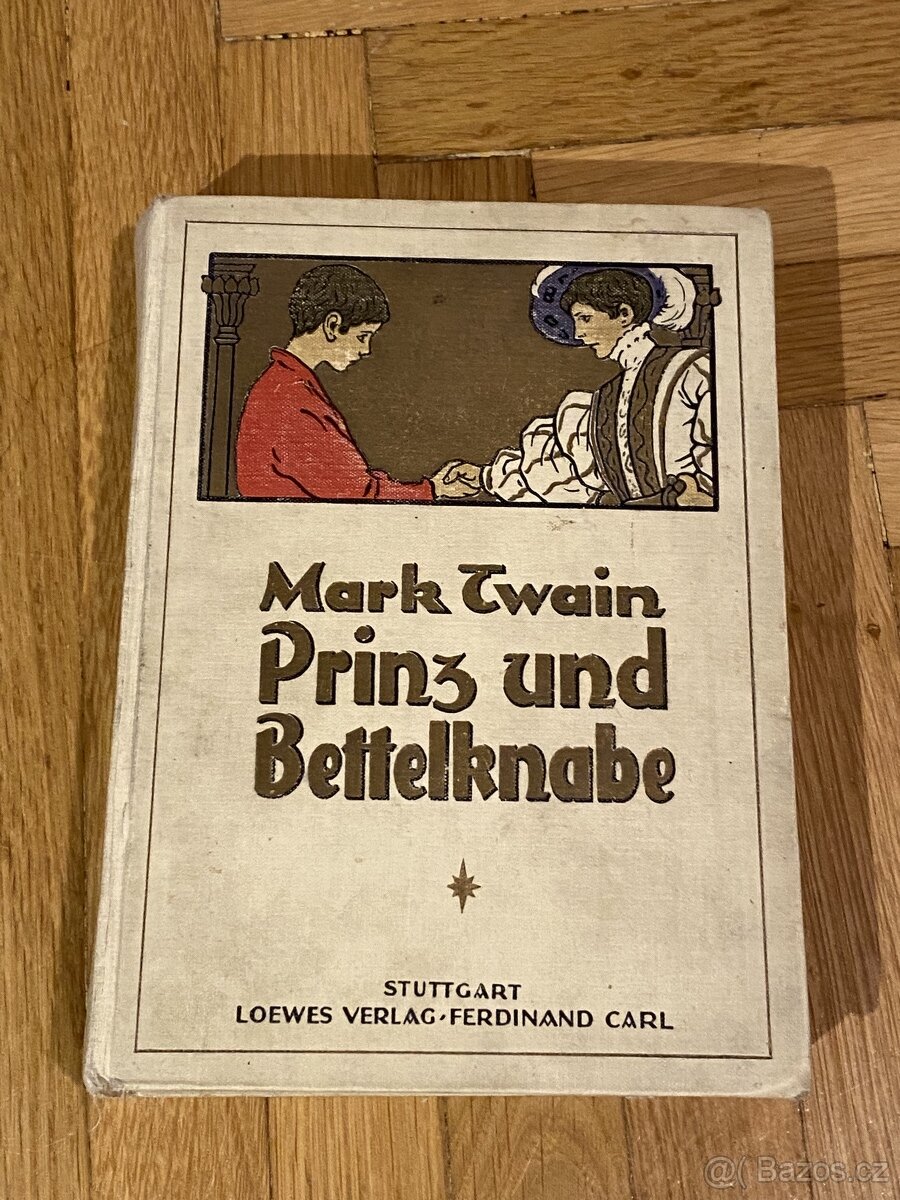 Mark Twain
Prinz und
Bettelknabe
STUTTGART
LOEWES VERLAG·FERDINAND CARL
@( Bazos.cz